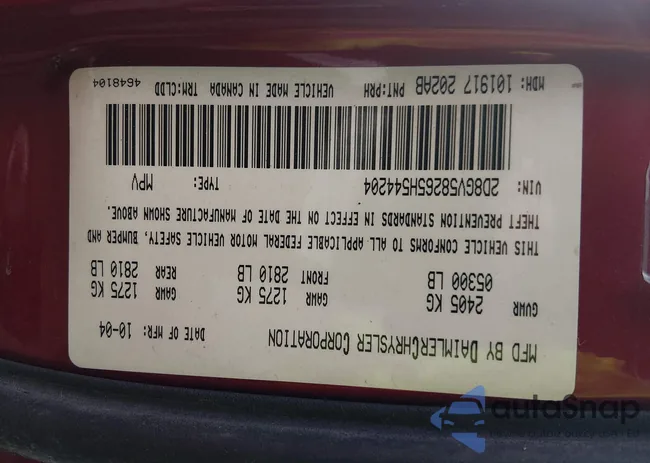 MFD BY DAIMLERCHRYSLER CORPORATION DATE OF MFR: 10-04
GVWR GAWR GAWR
2405 KG 1275 KG 1275 KG
05300 LB FRONT 2810 LB REAR 2810 LB
THIS VEHICLE CONFORMS TO ALL APPLICABLE FEDERAL MOTOR VEHICLE SAFETY, BUMPER AND
THEFT PREVENTION STANDARDS IN EFFECT ON THE DATE OF MANUFACTURE SHOWN ABOVE.
VIN: 2D8GV58265H544204 TYPE: MPV
MDH: 101917 202AB PNT:PRH VEHICLE MADE IN CANADA TRM:CLDD 4648104
autoSnap